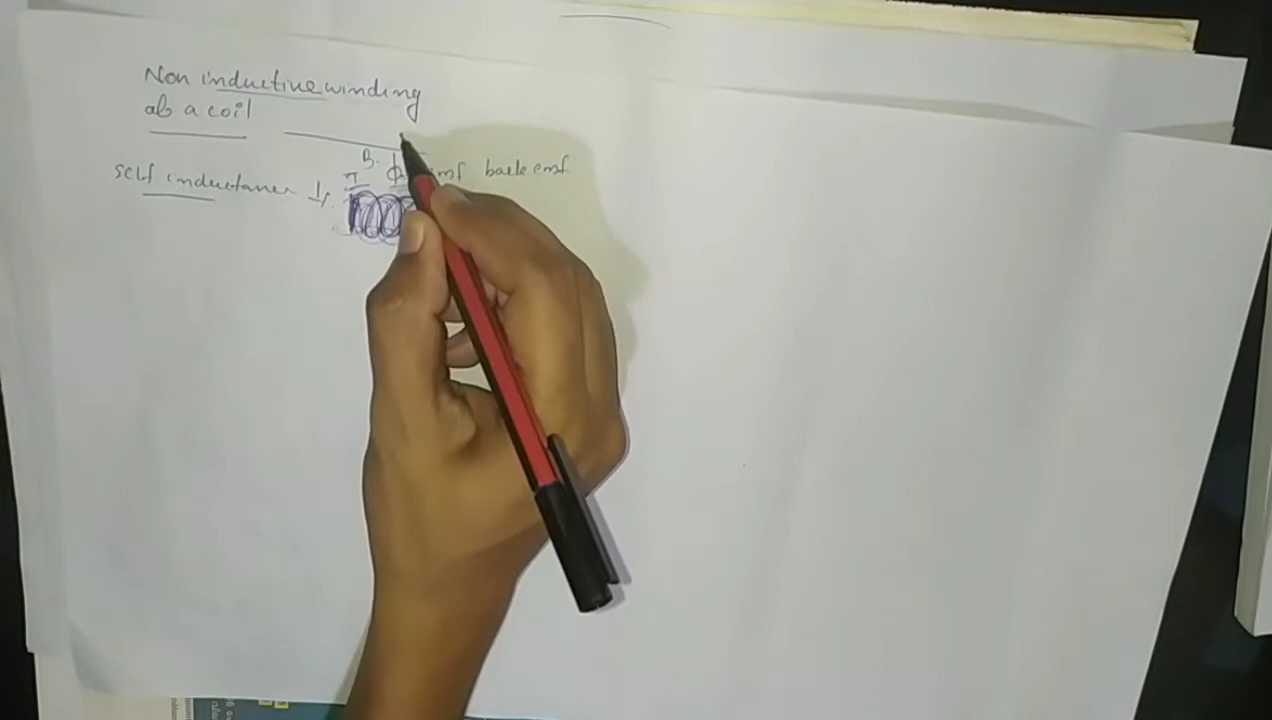 Non inductive winding
ab a coil
self inductance L,
I B. ϕ emf back emf